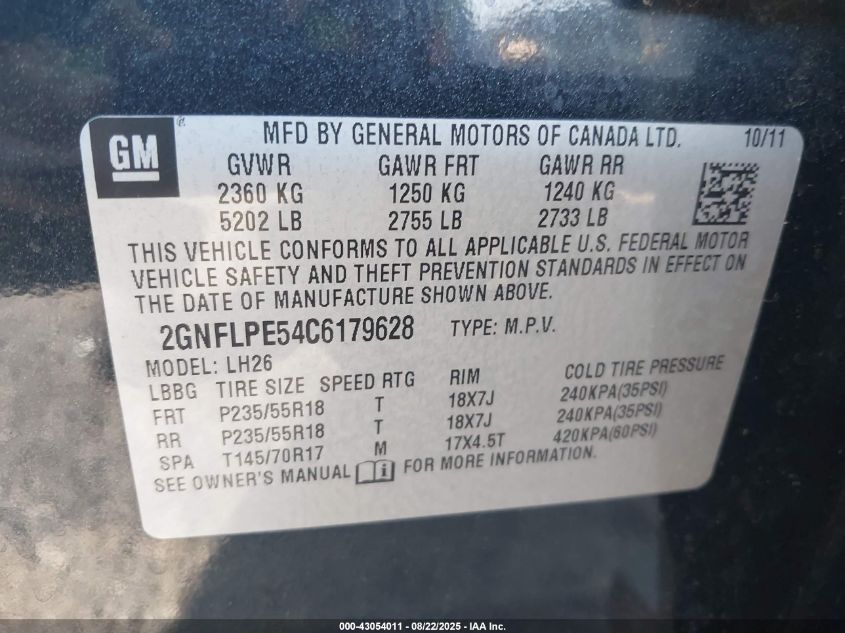 GM
MFD BY GENERAL MOTORS OF CANADA LTD. 10/11
GVWR GAWR FRT GAWR RR
2360 KG 1250 KG 1240 KG
5202 LB 2755 LB 2733 LB
THIS VEHICLE CONFORMS TO ALL APPLICABLE U.S. FEDERAL MOTOR
VEHICLE SAFETY AND THEFT PREVENTION STANDARDS IN EFFECT ON
THE DATE OF MANUFACTURE SHOWN ABOVE.
2GNFLPE54C6179628 TYPE: M.P.V.
MODEL: LH26
LBBG TIRE SIZE SPEED RTG RIM COLD TIRE PRESSURE
FRT P235/55R18 T 18X7J 240KPA(35PSI)
RR P235/55R18 T 18X7J 240KPA(35PSI)
SPA T145/70R17 M 17X4.5T 420KPA(60PSI)
SEE OWNER'S MANUAL i FOR MORE INFORMATION.
000-43054011 - 08/22/2025 - IAA Inc.